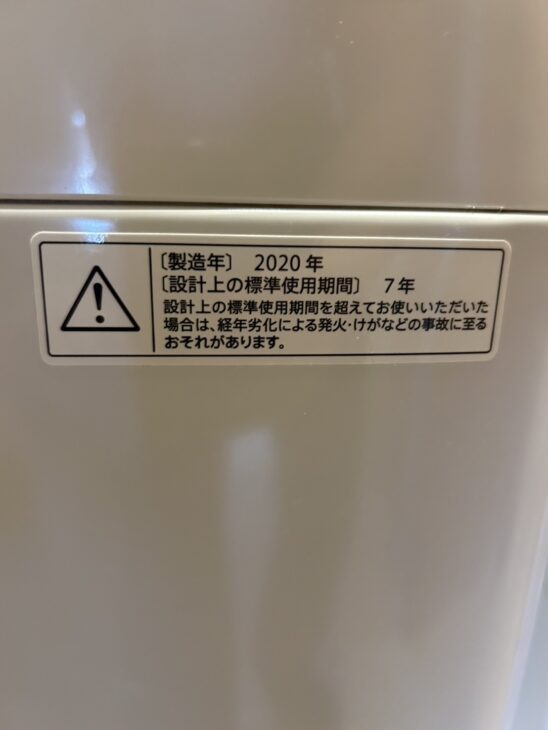 〔製造年〕 2020年
〔設計上の標準使用期間〕 7年
設計上の標準使用期間を超えてお使いいただいた
場合は、経年劣化による発火・けがなどの事故に至る
おそれがあります。